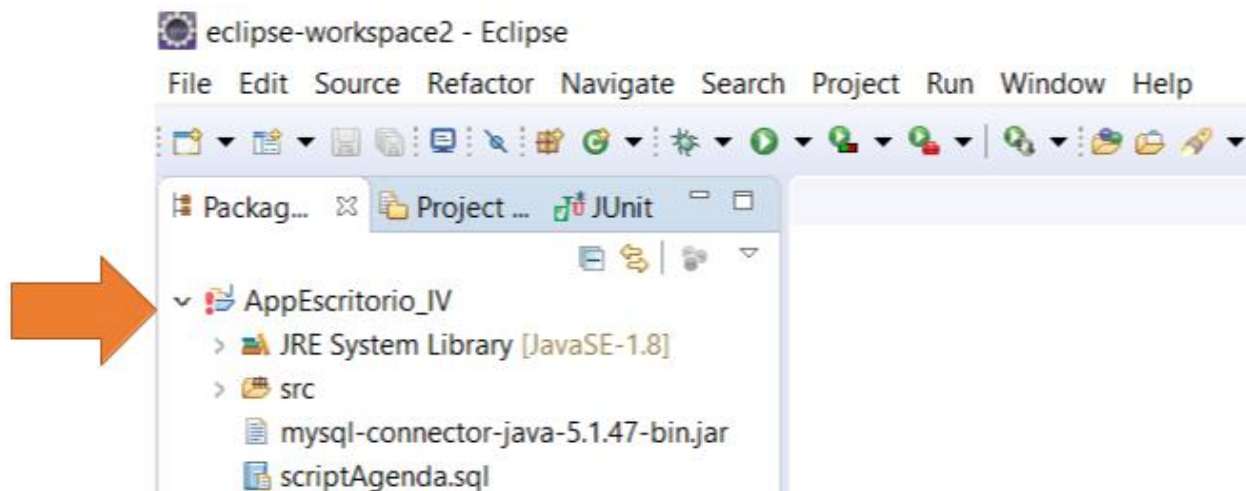 eclipse-workspace2 - Eclipse
File Edit Source Refactor Navigate Search Project Run Window Help
Packag... Project ... JUnit
AppEscritorio_IV
JRE System Library [JavaSE-1.8]
src
mysql-connector-java-5.1.47-bin.jar
scriptAgenda.sql